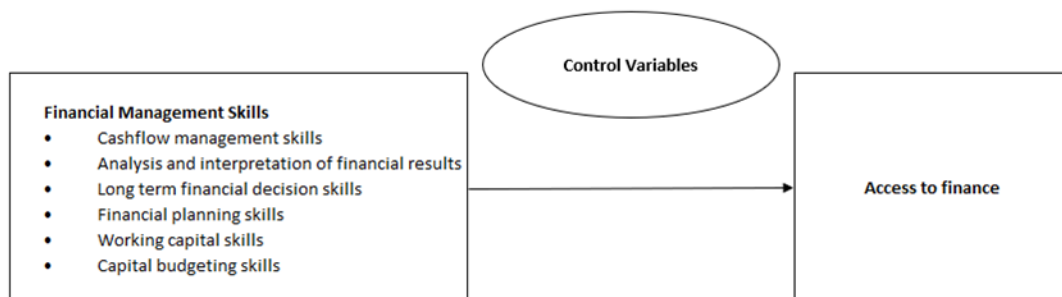 Control Variables
Financial Management Skills
• Cashflow management skills
• Analysis and interpretation of financial results
• Long term financial decision skills
• Financial planning skills
• Working capital skills
• Capital budgeting skills
Access to finance